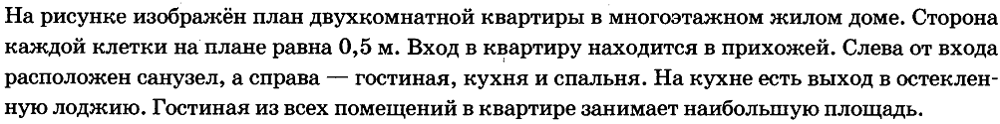 На рисунке изображён план двухкомнатной квартиры в многоэтажном жилом доме. Сторона
каждой клетки на плане равна 0,5 м. Вход в квартиру находится в прихожей. Слева от входа
расположен санузел, а справа — гостиная, кухня и спальня. На кухне есть выход в остеклен-
ную лоджию. Гостиная из всех помещений в квартире занимает наибольшую площадь.